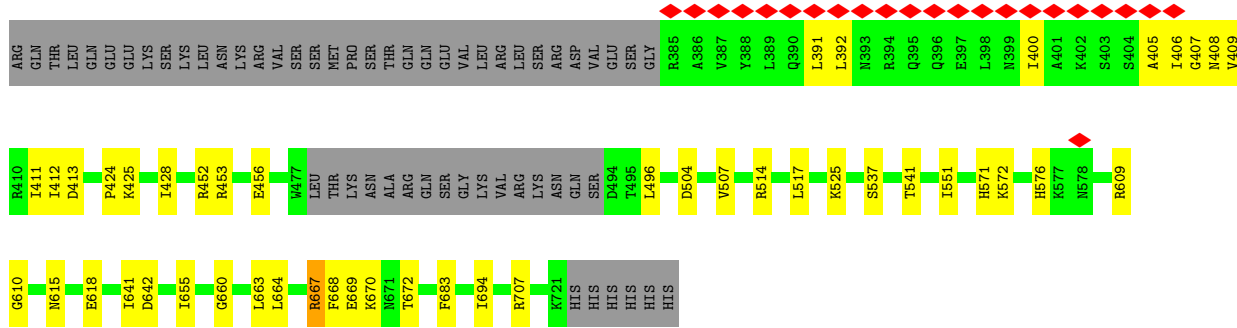 ARG GLN THR LEU GLN GLU GLU LYS SER LYS LEU ASN LYS ARG VAL SER SER MET PRO SER THR GLN GLN GLU VAL LEU ARG LEU SER ARG ASP VAL GLU SER GLY R385 A386 V387 Y388 L389 Q390 L391 L392 N393 R394 Q395 Q396 E397 L398 N399 I400 A401 K402 S403 S404 A405 I406 G407 N408 V409
R410 I411 I412 D413 P424 K425 I428 R452 R453 E456 W477 LEU THR LYS ASN ALA ARG GLN SER GLY LYS VAL ARG LYS ASN GLN SER D494 T495 L496 D504 V507 R514 L517 K525 S537 T541 I551 H571 K572 H576 K577 N578 R609
G610 N615 E618 I641 D642 I655 G660 L663 L664 R667 F668 E669 K670 N671 T672 F683 I694 R707 K721 HIS HIS HIS HIS HIS HIS